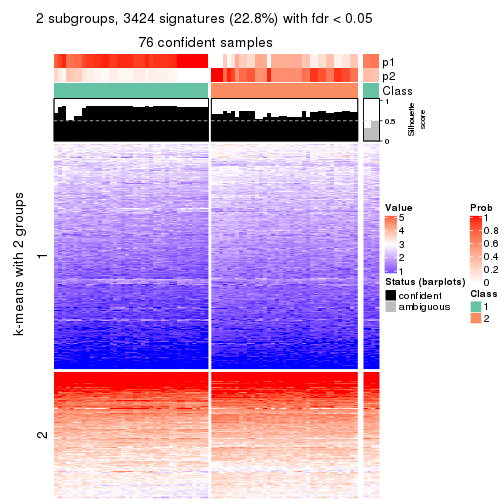 2 subgroups, 3424 signatures (22.8%) with fdr < 0.05
76 confident samples
p1
p2
Class
1
0.5
0
Silhouette
score
k-means with 2 groups
1
2
Value
5
4
3
2
1
Status (barplots)
confident
ambiguous
Prob
1
0.8
0.6
0.4
0.2
0
Class
1
2